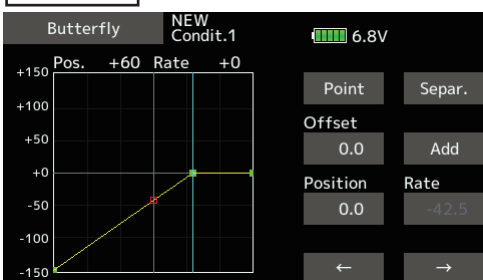 Butterfly
NEW
Condit.1
6.8V
Pos. +60 Rate +0
+150
+100
+50
+0
-50
-100
-150
Point Separ.
Offset
0.0 Add
Position Rate
0.0 -42.5
← →